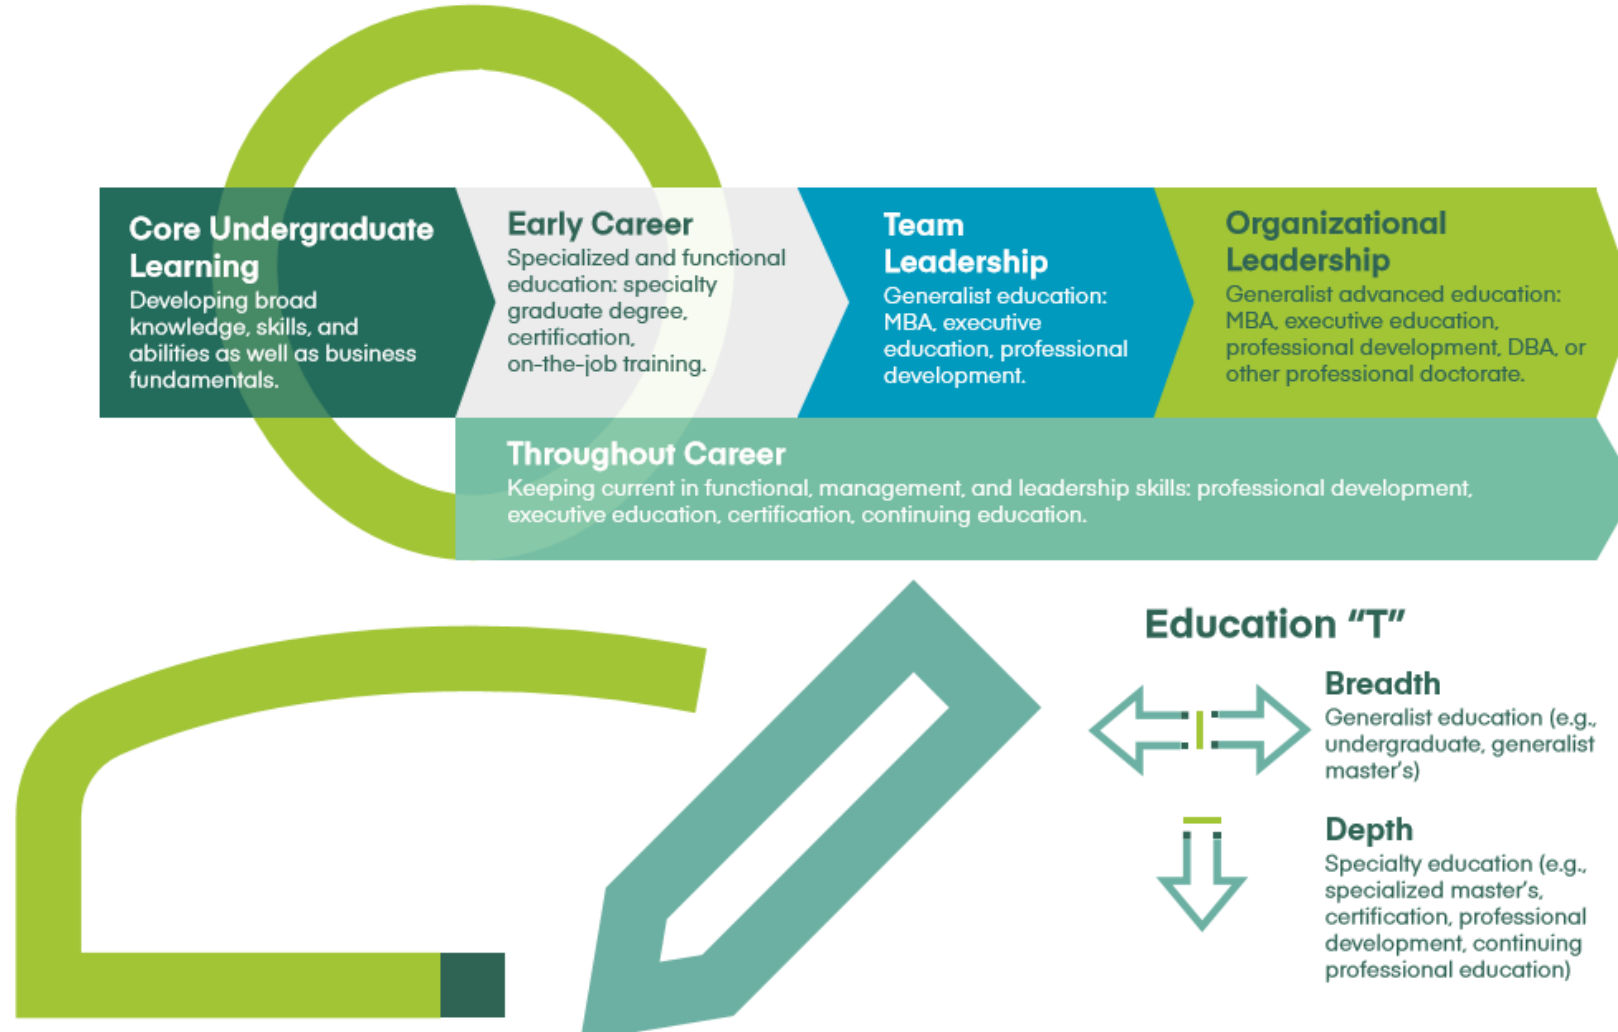 Core Undergraduate
Learning
Developing broad
knowledge, skills, and
abilities as well as business
fundamentals.
Early Career
Specialized and functional
education: specialty
graduate degree,
certification,
on-the-job training.
Team
Leadership
Generalist education:
MBA, executive
education, professional
development.
Organizational
Leadership
Generalist advanced education:
MBA, executive education,
professional development, DBA, or
other professional doctorate.
Throughout Career
Keeping current in functional, management, and leadership skills: professional development,
executive education, certification, continuing education.
Education “T”
Breadth
Generalist education (e.g.,
undergraduate, generalist
master’s)
Depth
Specialty education (e.g.,
specialized master’s,
certification, professional
development, continuing
professional education)